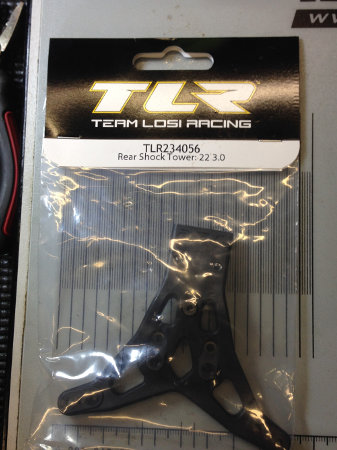 TLR
TEAM LOSI RACING
TLR234056
Rear Shock Tower: 22 3.0